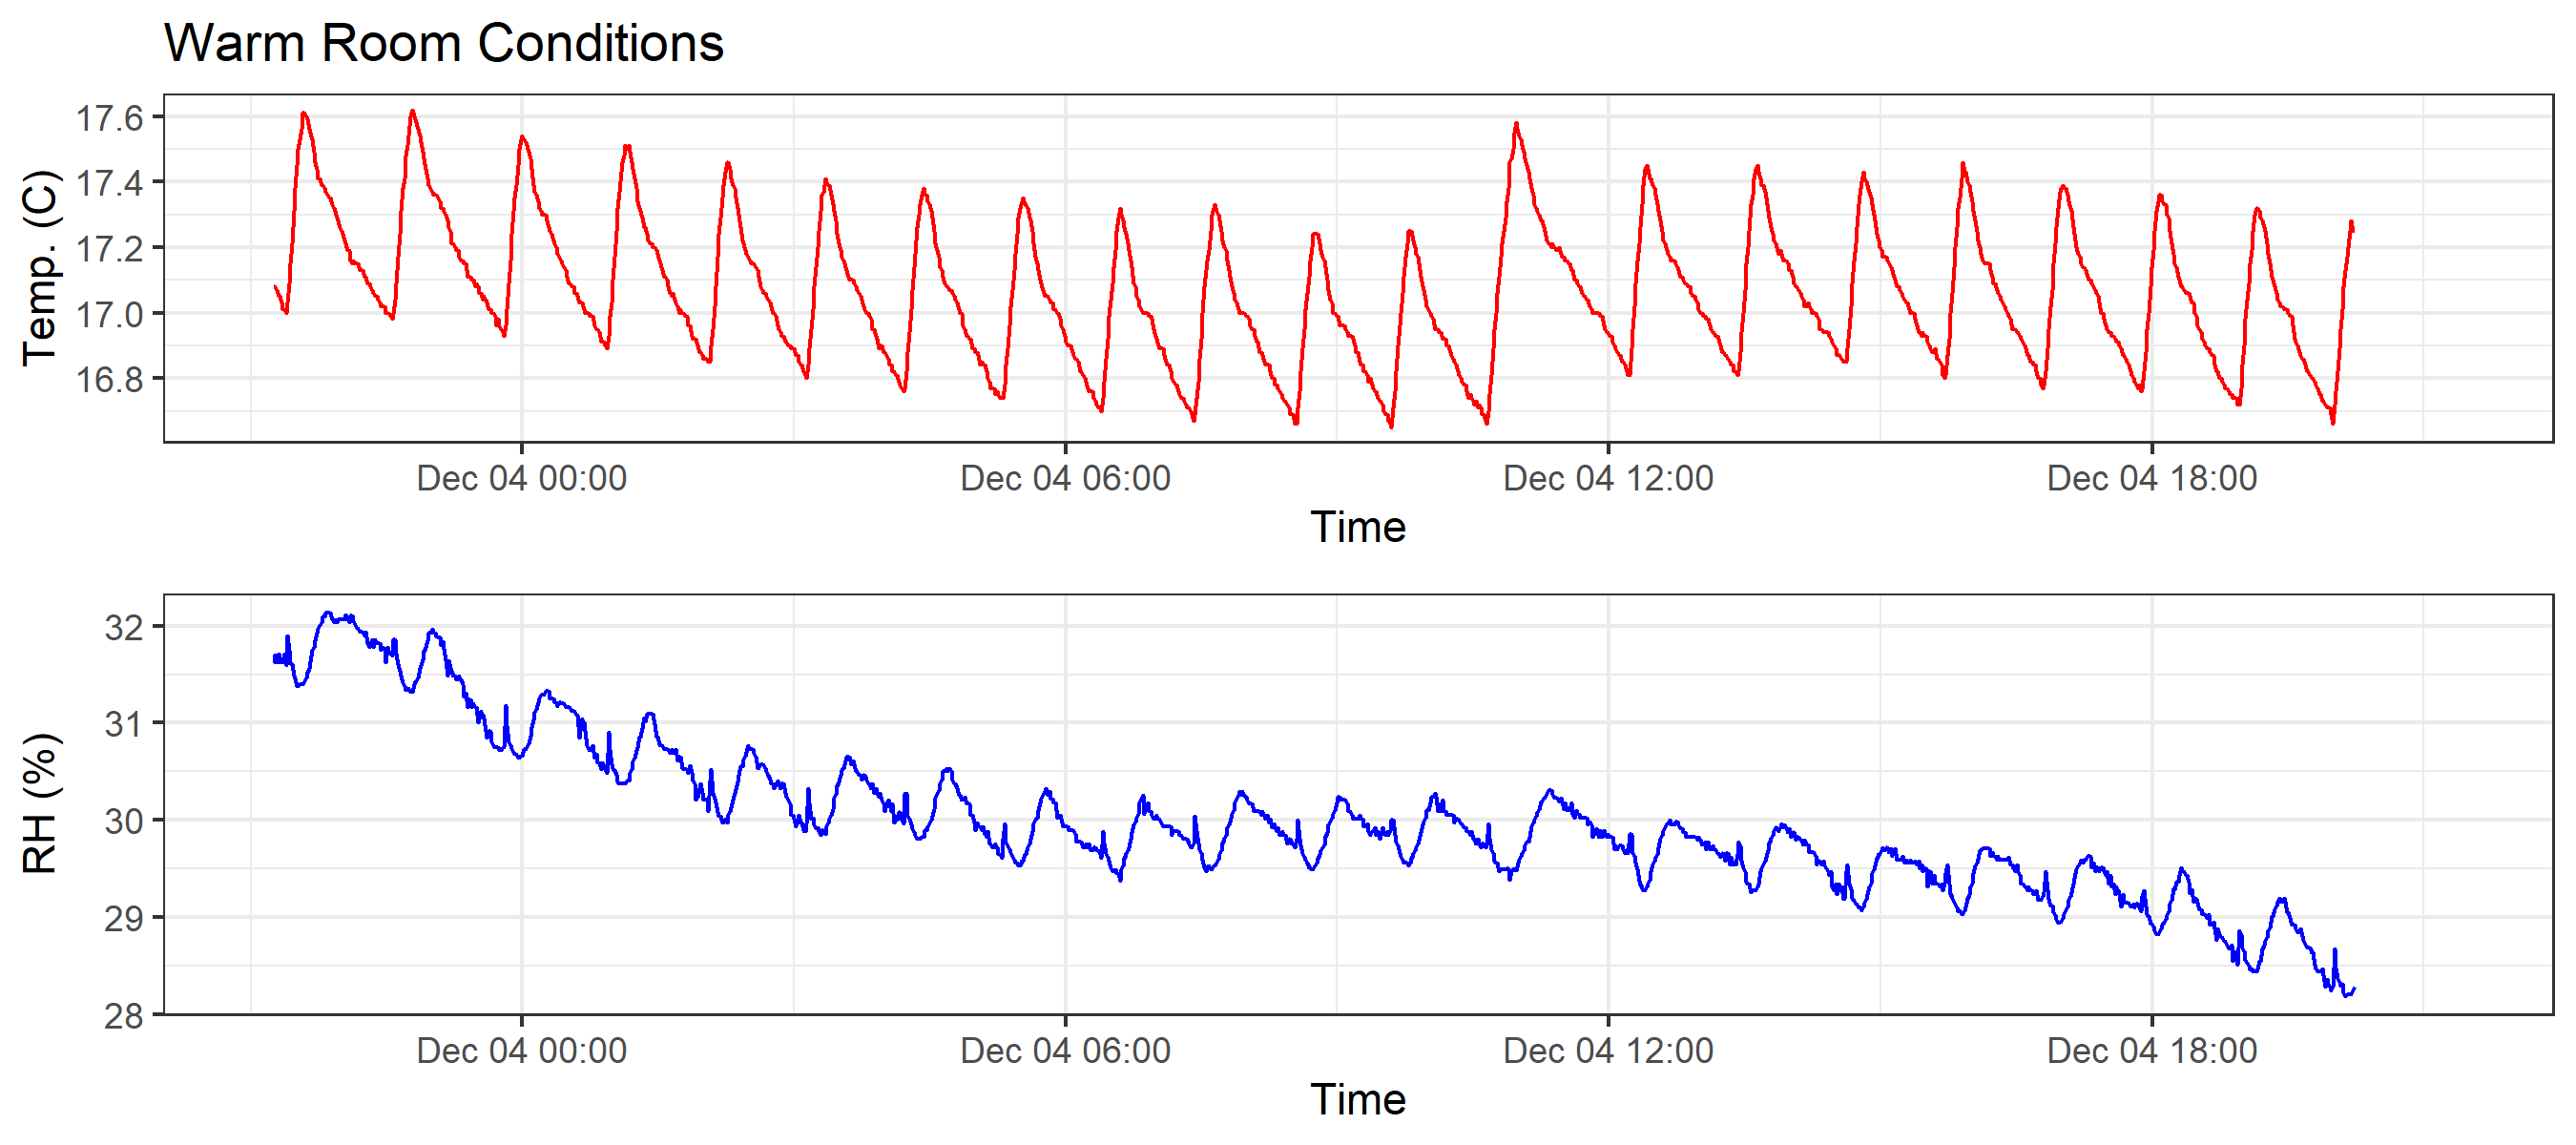 Warm Room Conditions
17.6
17.4
17.2
17.0
16.8
Temp. (C)
Dec 04 00:00 Dec 04 06:00 Dec 04 12:00 Dec 04 18:00
Time
32
31
30
29
28
RH (%)
Dec 04 00:00 Dec 04 06:00 Dec 04 12:00 Dec 04 18:00
Time